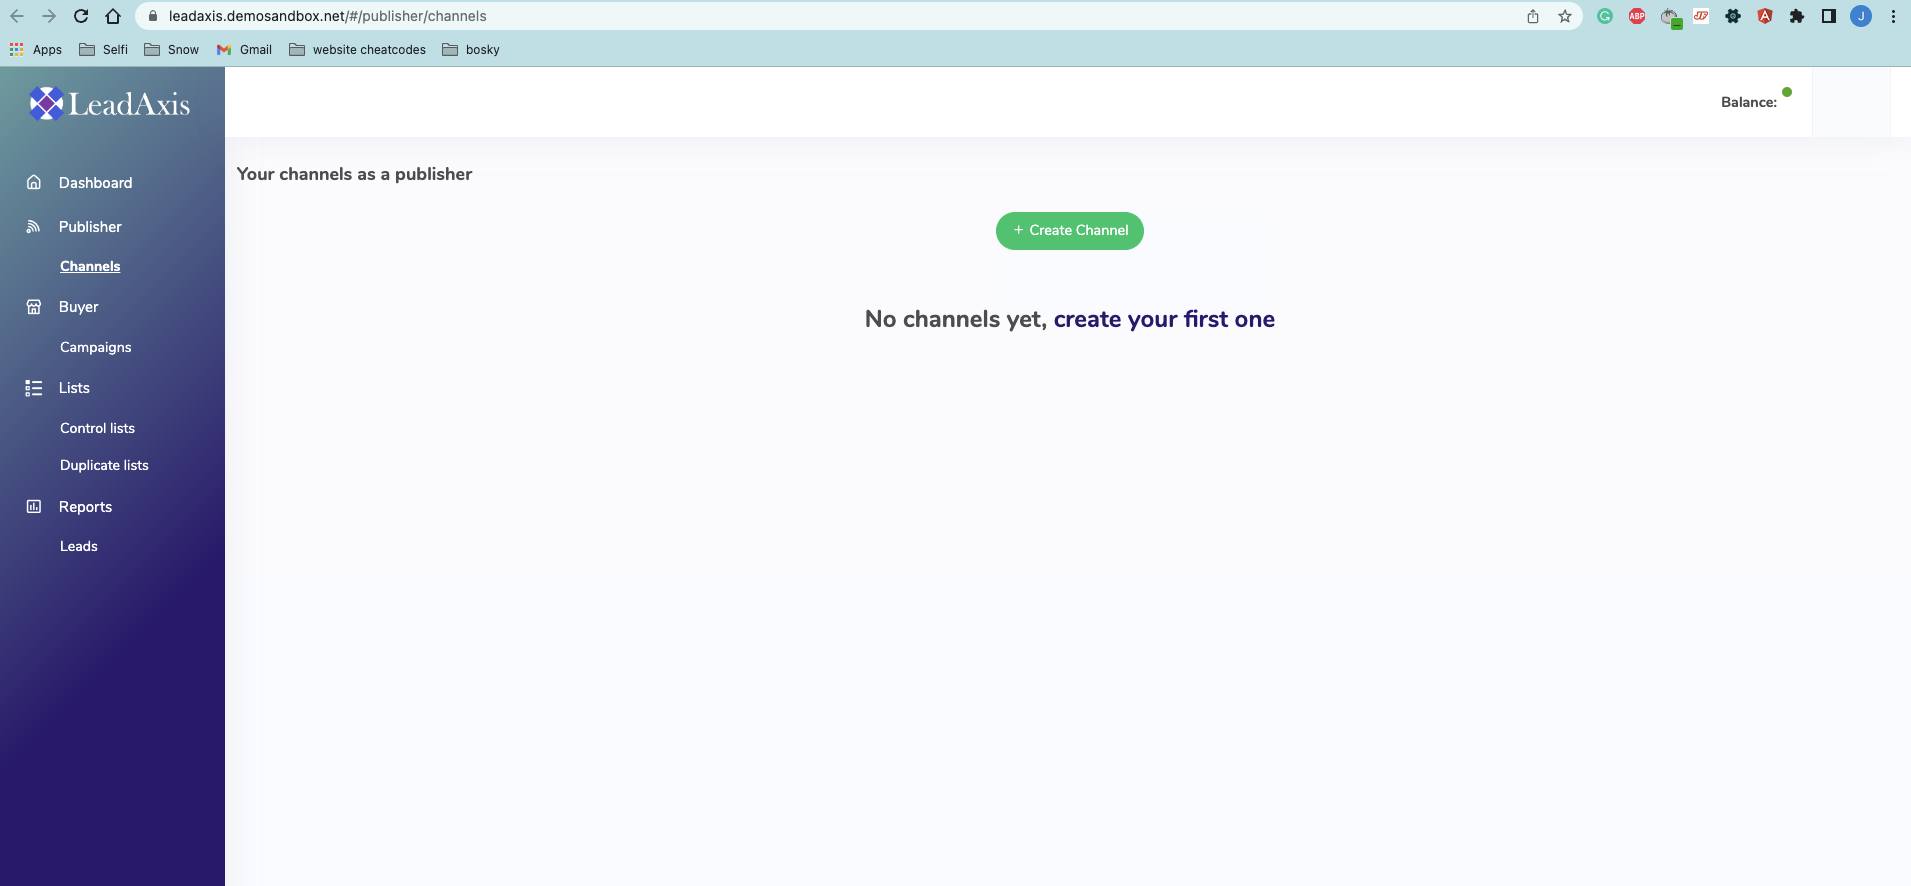 leadaxis.demosandbox.net/#/publisher/channels
ABP
JF
A
J
Apps Selfi Snow Gmail website cheatcodes bosky
LeadAxis
Balance:
Your channels as a publisher
Dashboard
Publisher
Channels
Buyer
Campaigns
Lists
Control lists
Duplicate lists
Reports
Leads
+ Create Channel
No channels yet, create your first one